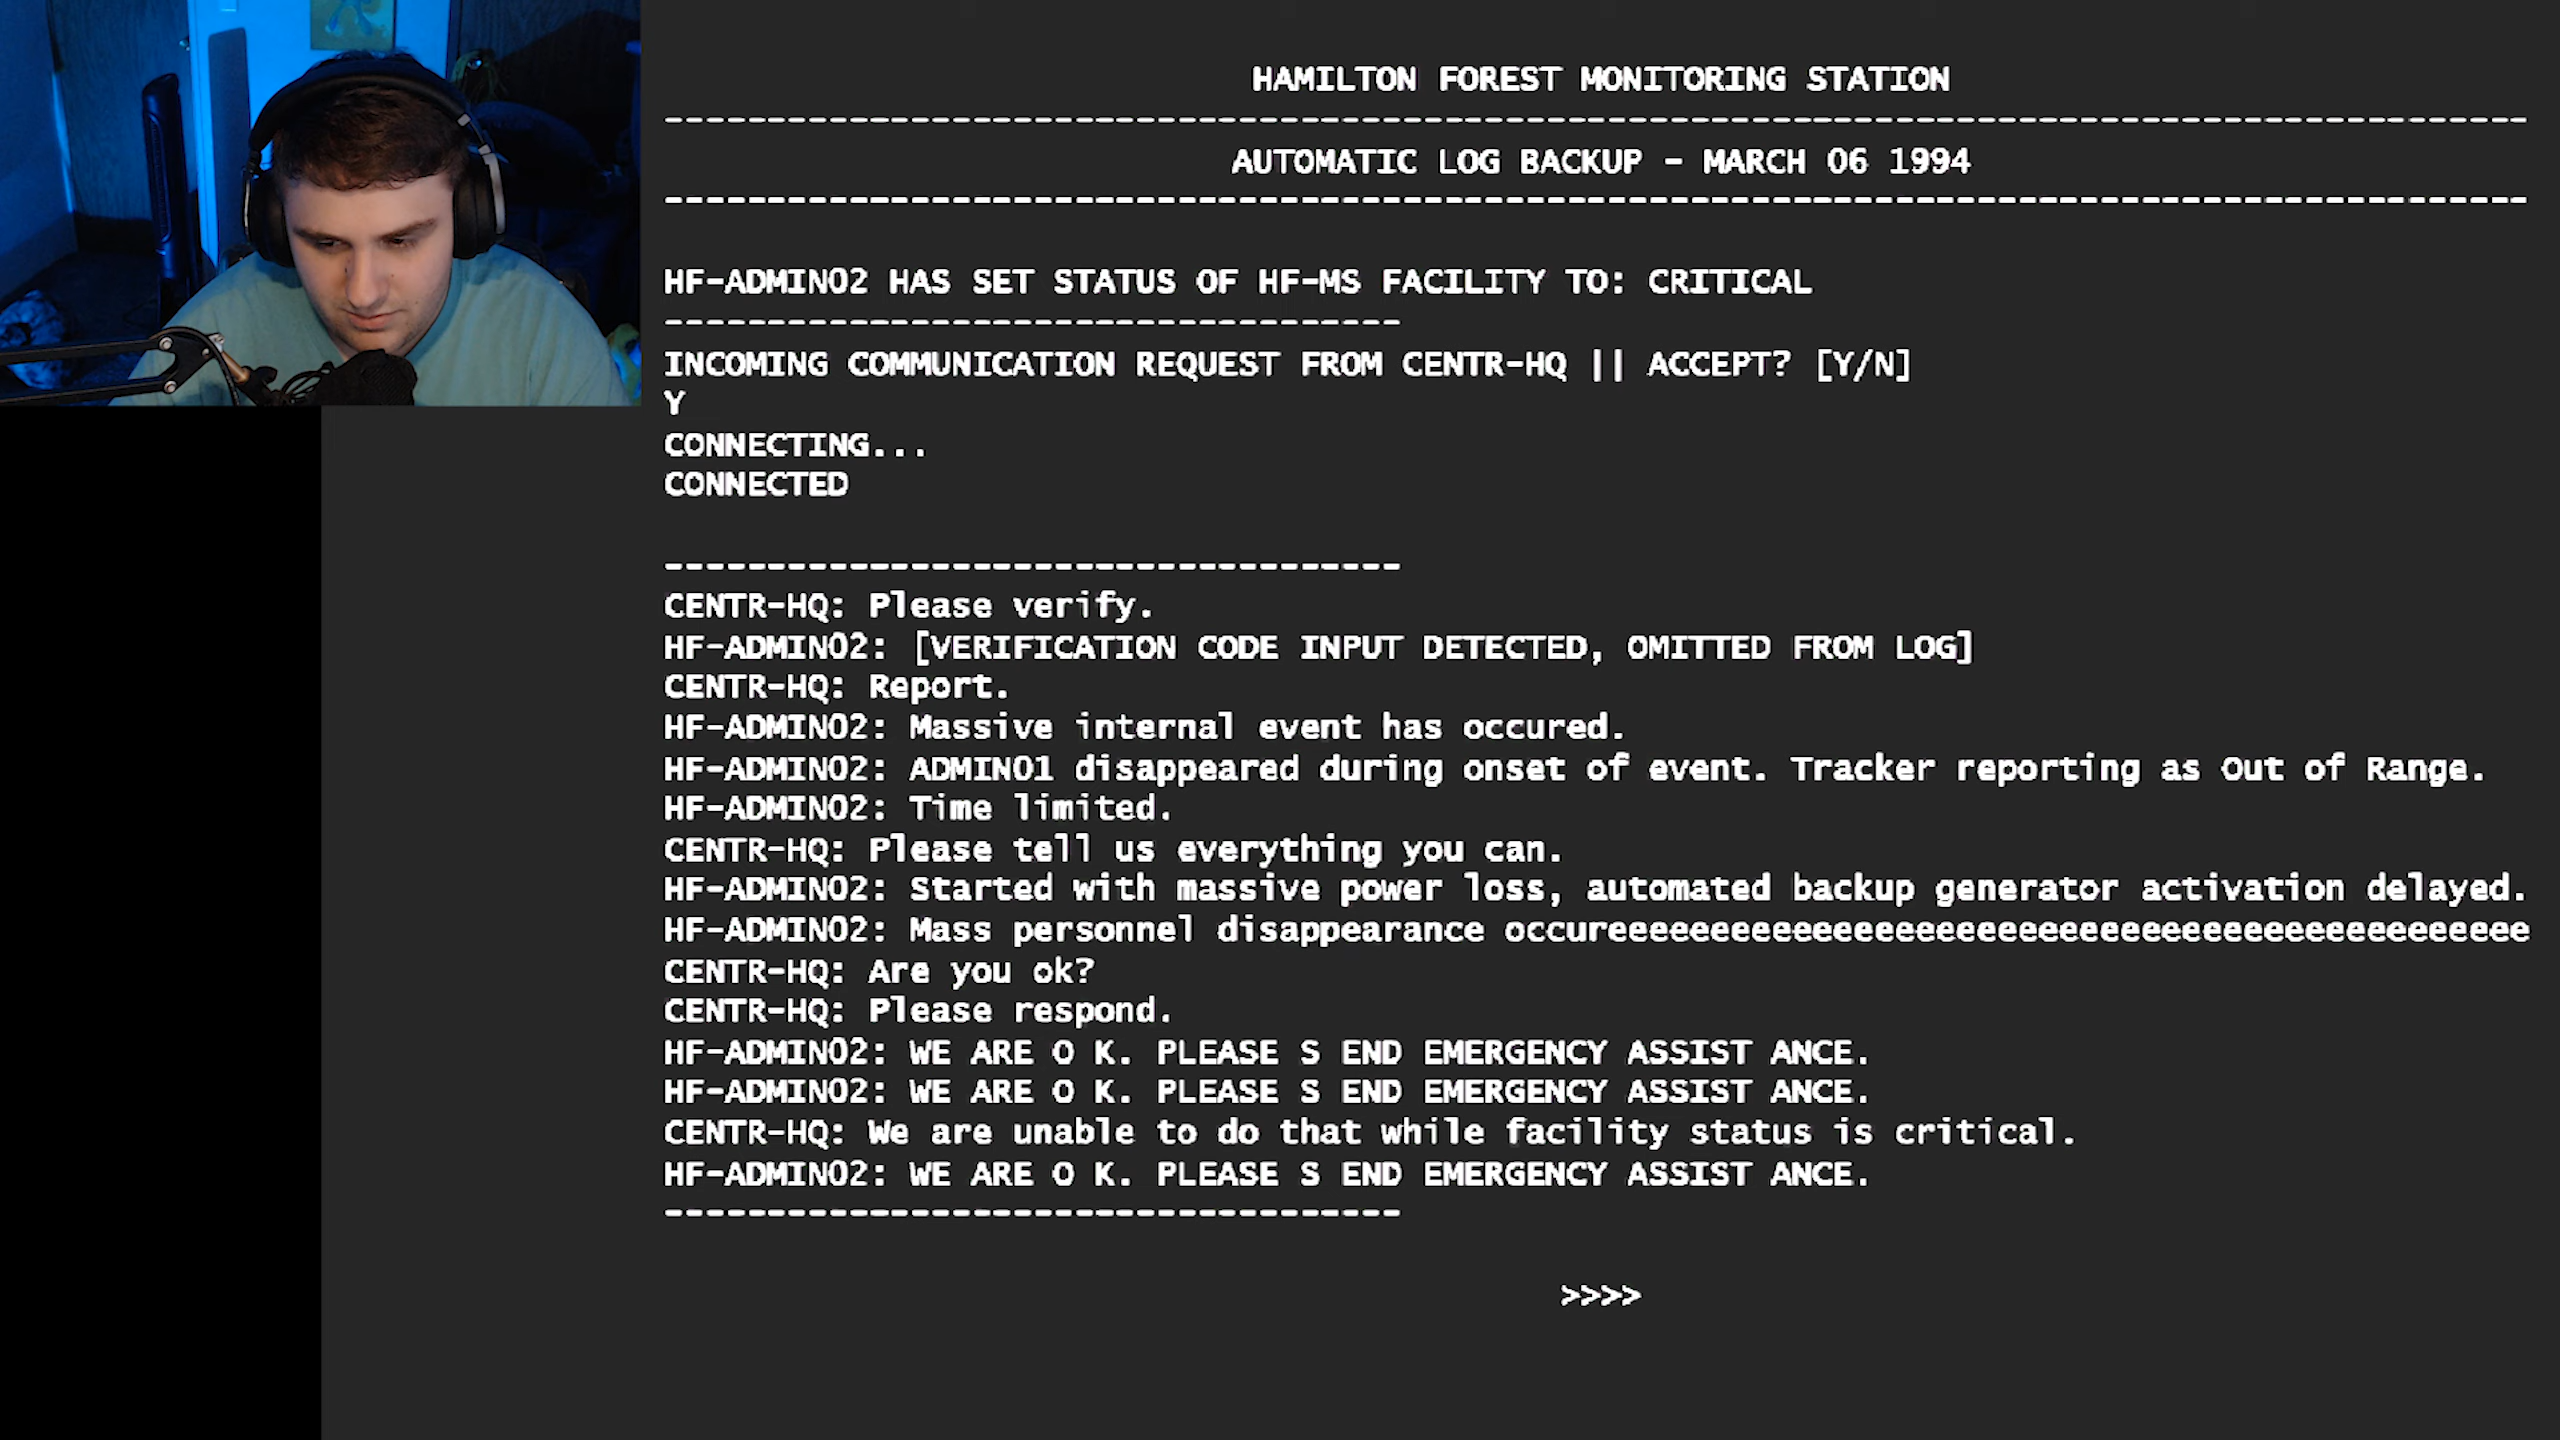 HAMILTON FOREST MONITORING STATION
------------------------------------------------------------------------------------------
AUTOMATIC LOG BACKUP - MARCH 06 1994
------------------------------------------------------------------------------------------
HF-ADMIN02 HAS SET STATUS OF HF-MS FACILITY TO: CRITICAL
------------------------------------
INCOMING COMMUNICATION REQUEST FROM CENTR-HQ || ACCEPT? [Y/N]
Y
CONNECTING...
CONNECTED
------------------------------------
CENTR-HQ: Please verify.
HF-ADMIN02: [VERIFICATION CODE INPUT DETECTED, OMITTED FROM LOG]
CENTR-HQ: Report.
HF-ADMIN02: Massive internal event has occured.
HF-ADMIN02: ADMIN01 disappeared during onset of event. Tracker reporting as Out of Range.
HF-ADMIN02: Time limited.
CENTR-HQ: Please tell us everything you can.
HF-ADMIN02: Started with massive power loss, automated backup generator activation delayed.
HF-ADMIN02: Mass personnel disappearance occureeeeeeeeeeeeeeeeeeeeeeeeeeeeeeeeeeeeeeeeeeeee
CENTR-HQ: Are you ok?
CENTR-HQ: Please respond.
HF-ADMIN02: WE ARE O K. PLEASE S END EMERGENCY ASSIST ANCE.
HF-ADMIN02: WE ARE O K. PLEASE S END EMERGENCY ASSIST ANCE.
CENTR-HQ: We are unable to do that while facility status is critical.
HF-ADMIN02: WE ARE O K. PLEASE S END EMERGENCY ASSIST ANCE.
------------------------------------
>>>>